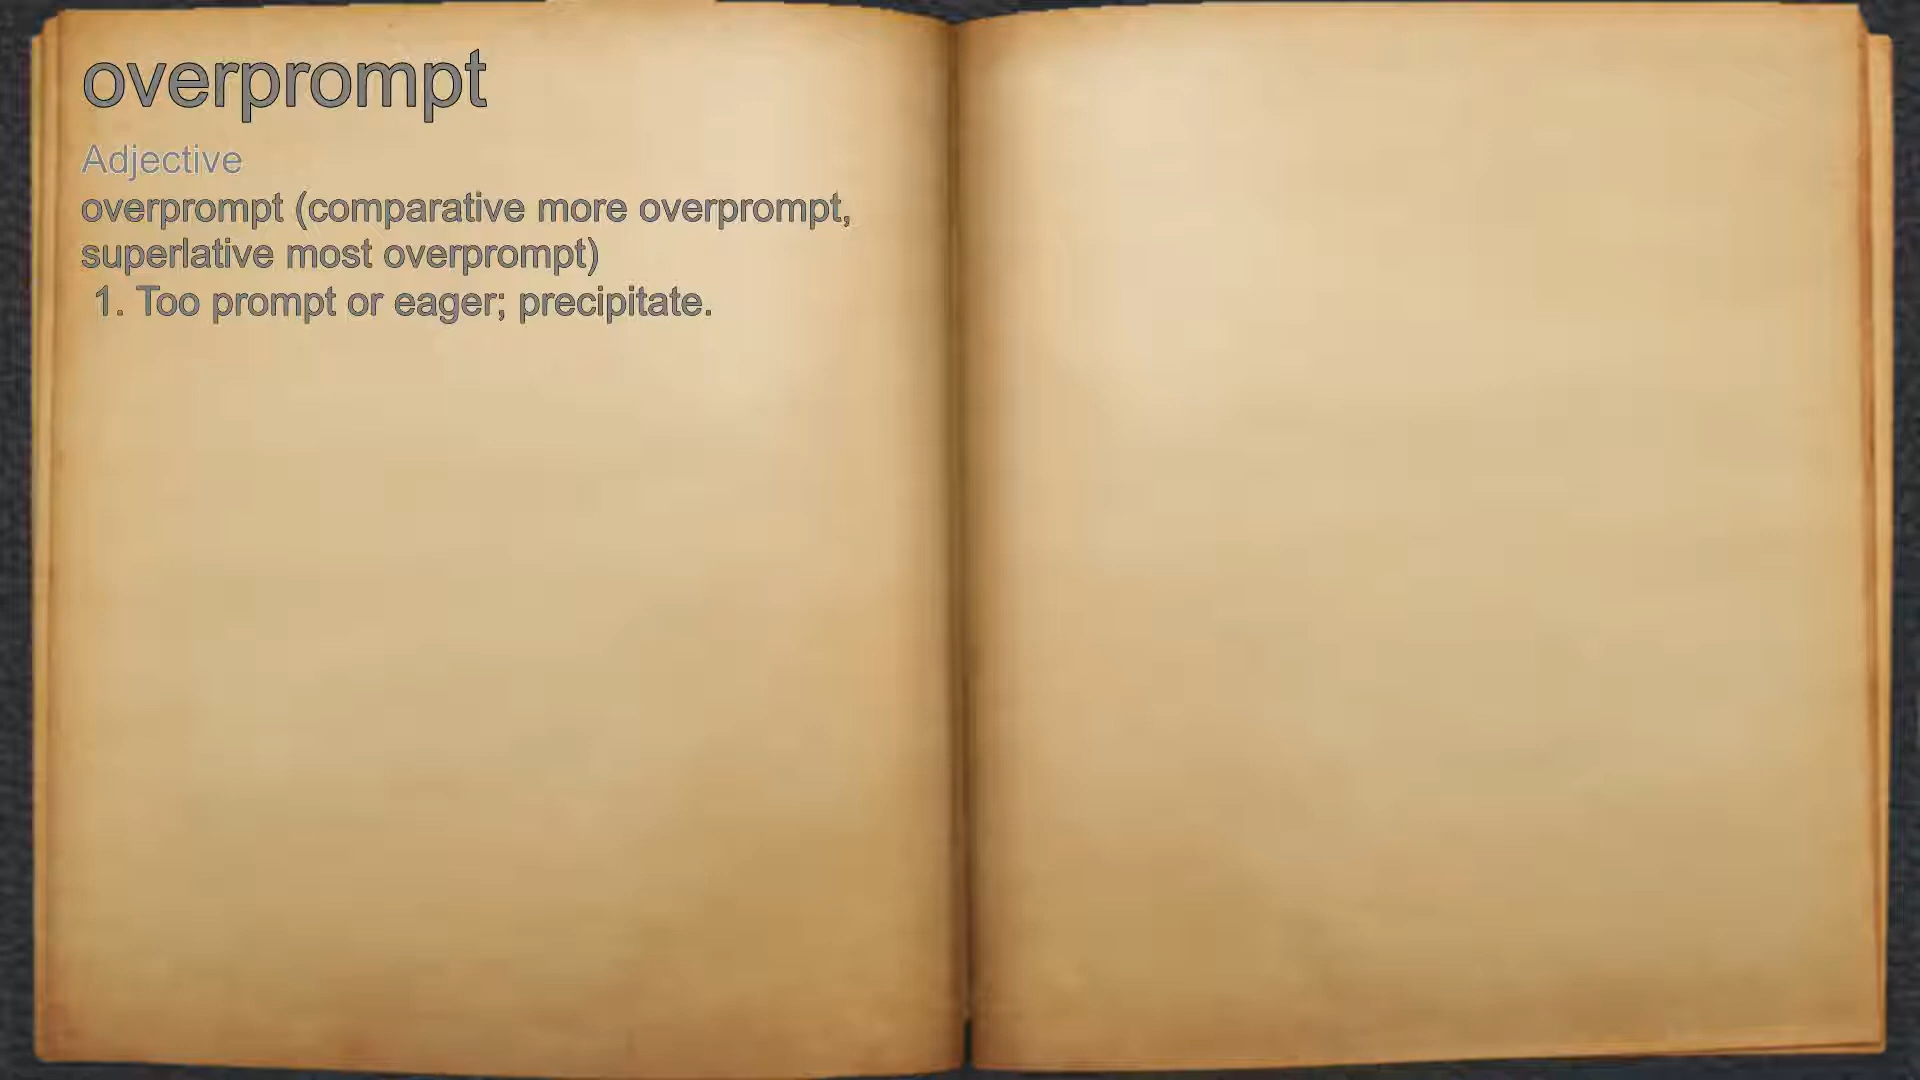 overprompt
Adjective
overprompt (comparative more overprompt,
superlative most overprompt)
1. Too prompt or eager; precipitate.